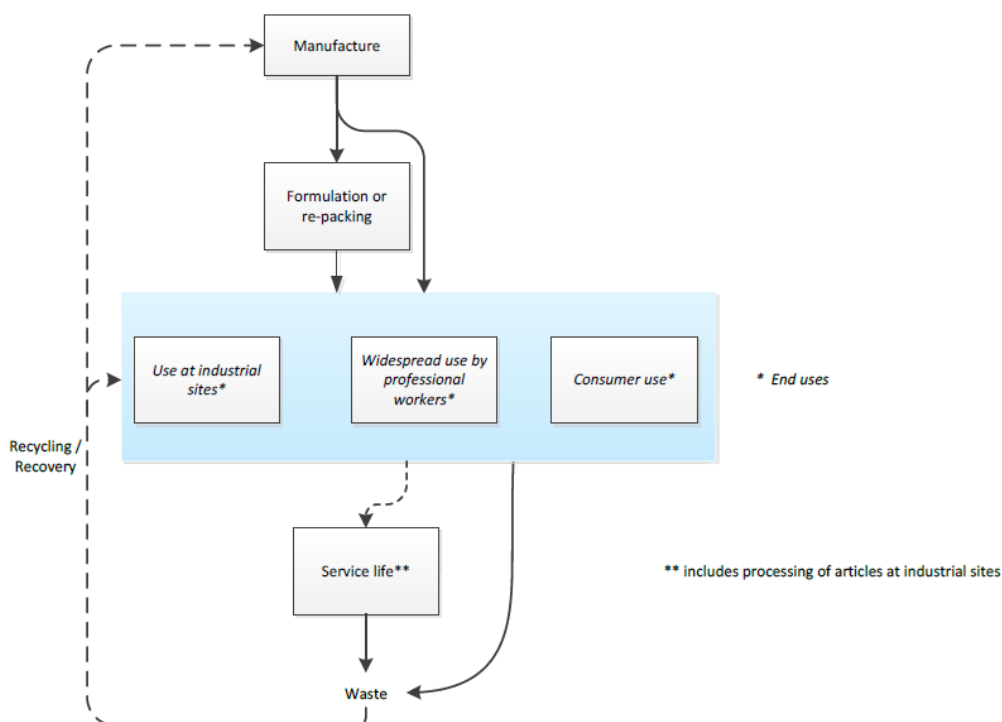 Manufacture
Formulation or
re-packing
Use at industrial
sites*
Widespread use by
professional
workers*
Consumer use*
* End uses
Recycling /
Recovery
Service life**
** includes processing of articles at industrial sites
Waste